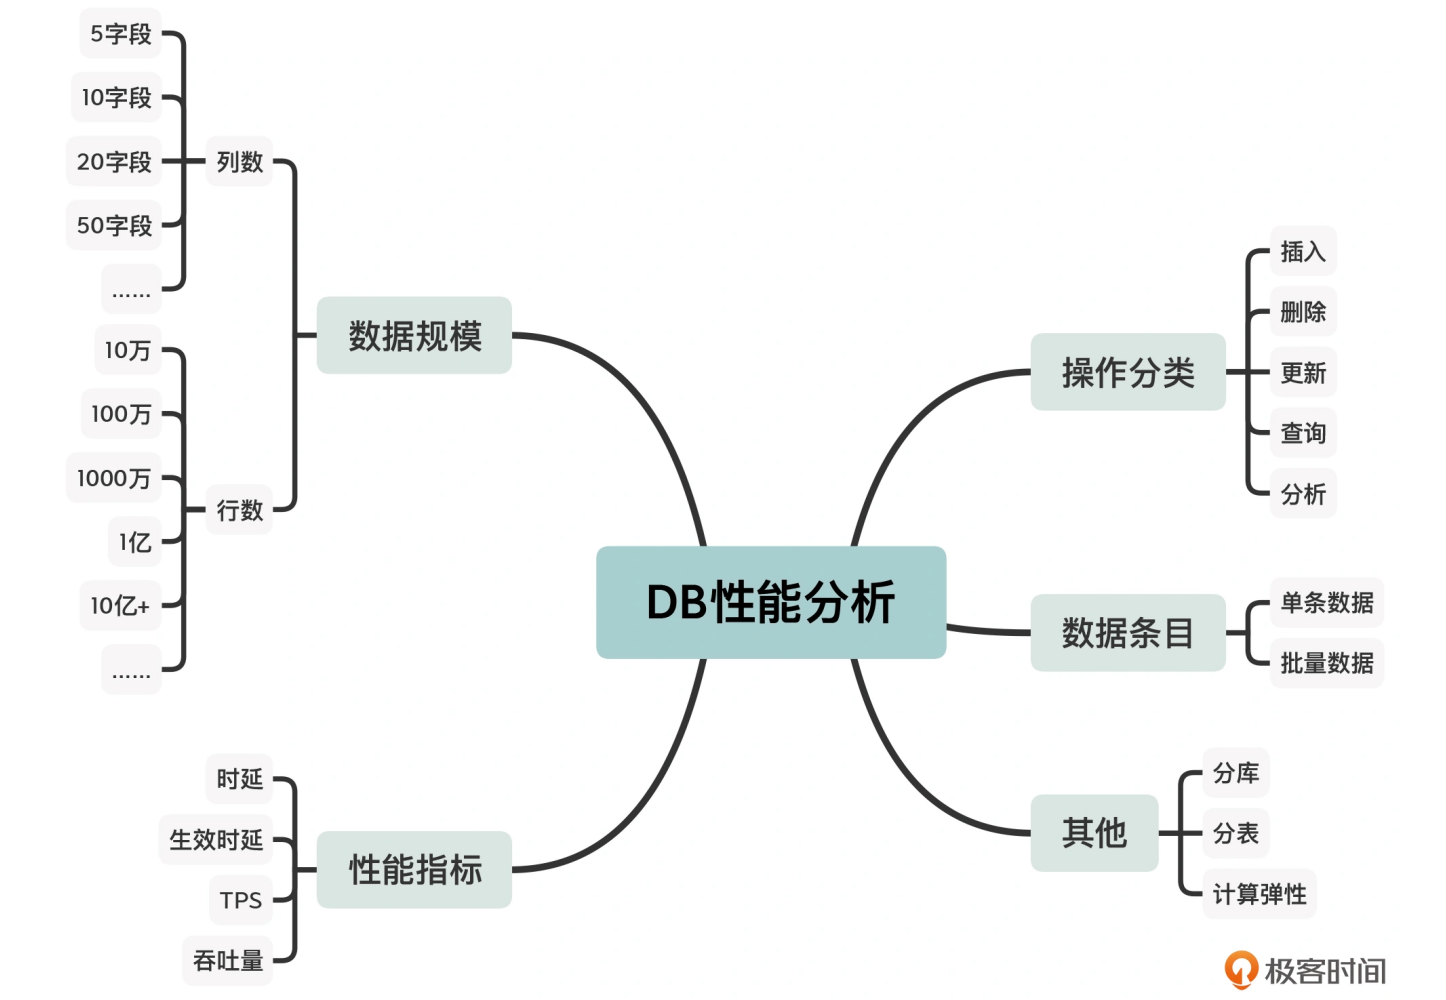 DB性能分析
数据规模
列数
5字段
10字段
20字段
50字段
……
行数
10万
100万
1000万
1亿
10亿+
……
性能指标
时延
生效时延
TPS
吞吐量
操作分类
插入
删除
更新
查询
分析
数据条目
单条数据
批量数据
其他
分库
分表
计算弹性
极客时间